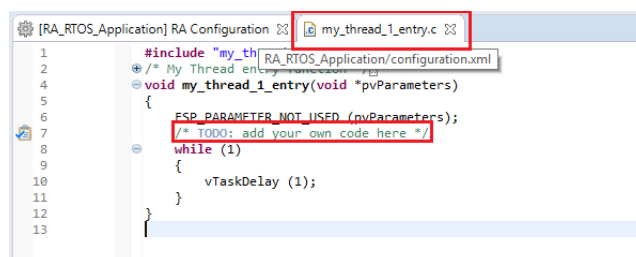 [RA_RTOS_Application] RA Configuration my_thread_1_entry.c
1 #include "my_th
RA_RTOS_Application/configuration.xml
2 /* My Thread entry function */
4 void my_thread_1_entry(void *pvParameters)
5 {
6 FSP_PARAMETER_NOT_USED (pvParameters);
7 /* TODO: add your own code here */
8 while (1)
9 {
10 vTaskDelay (1);
11 }
12 }
13